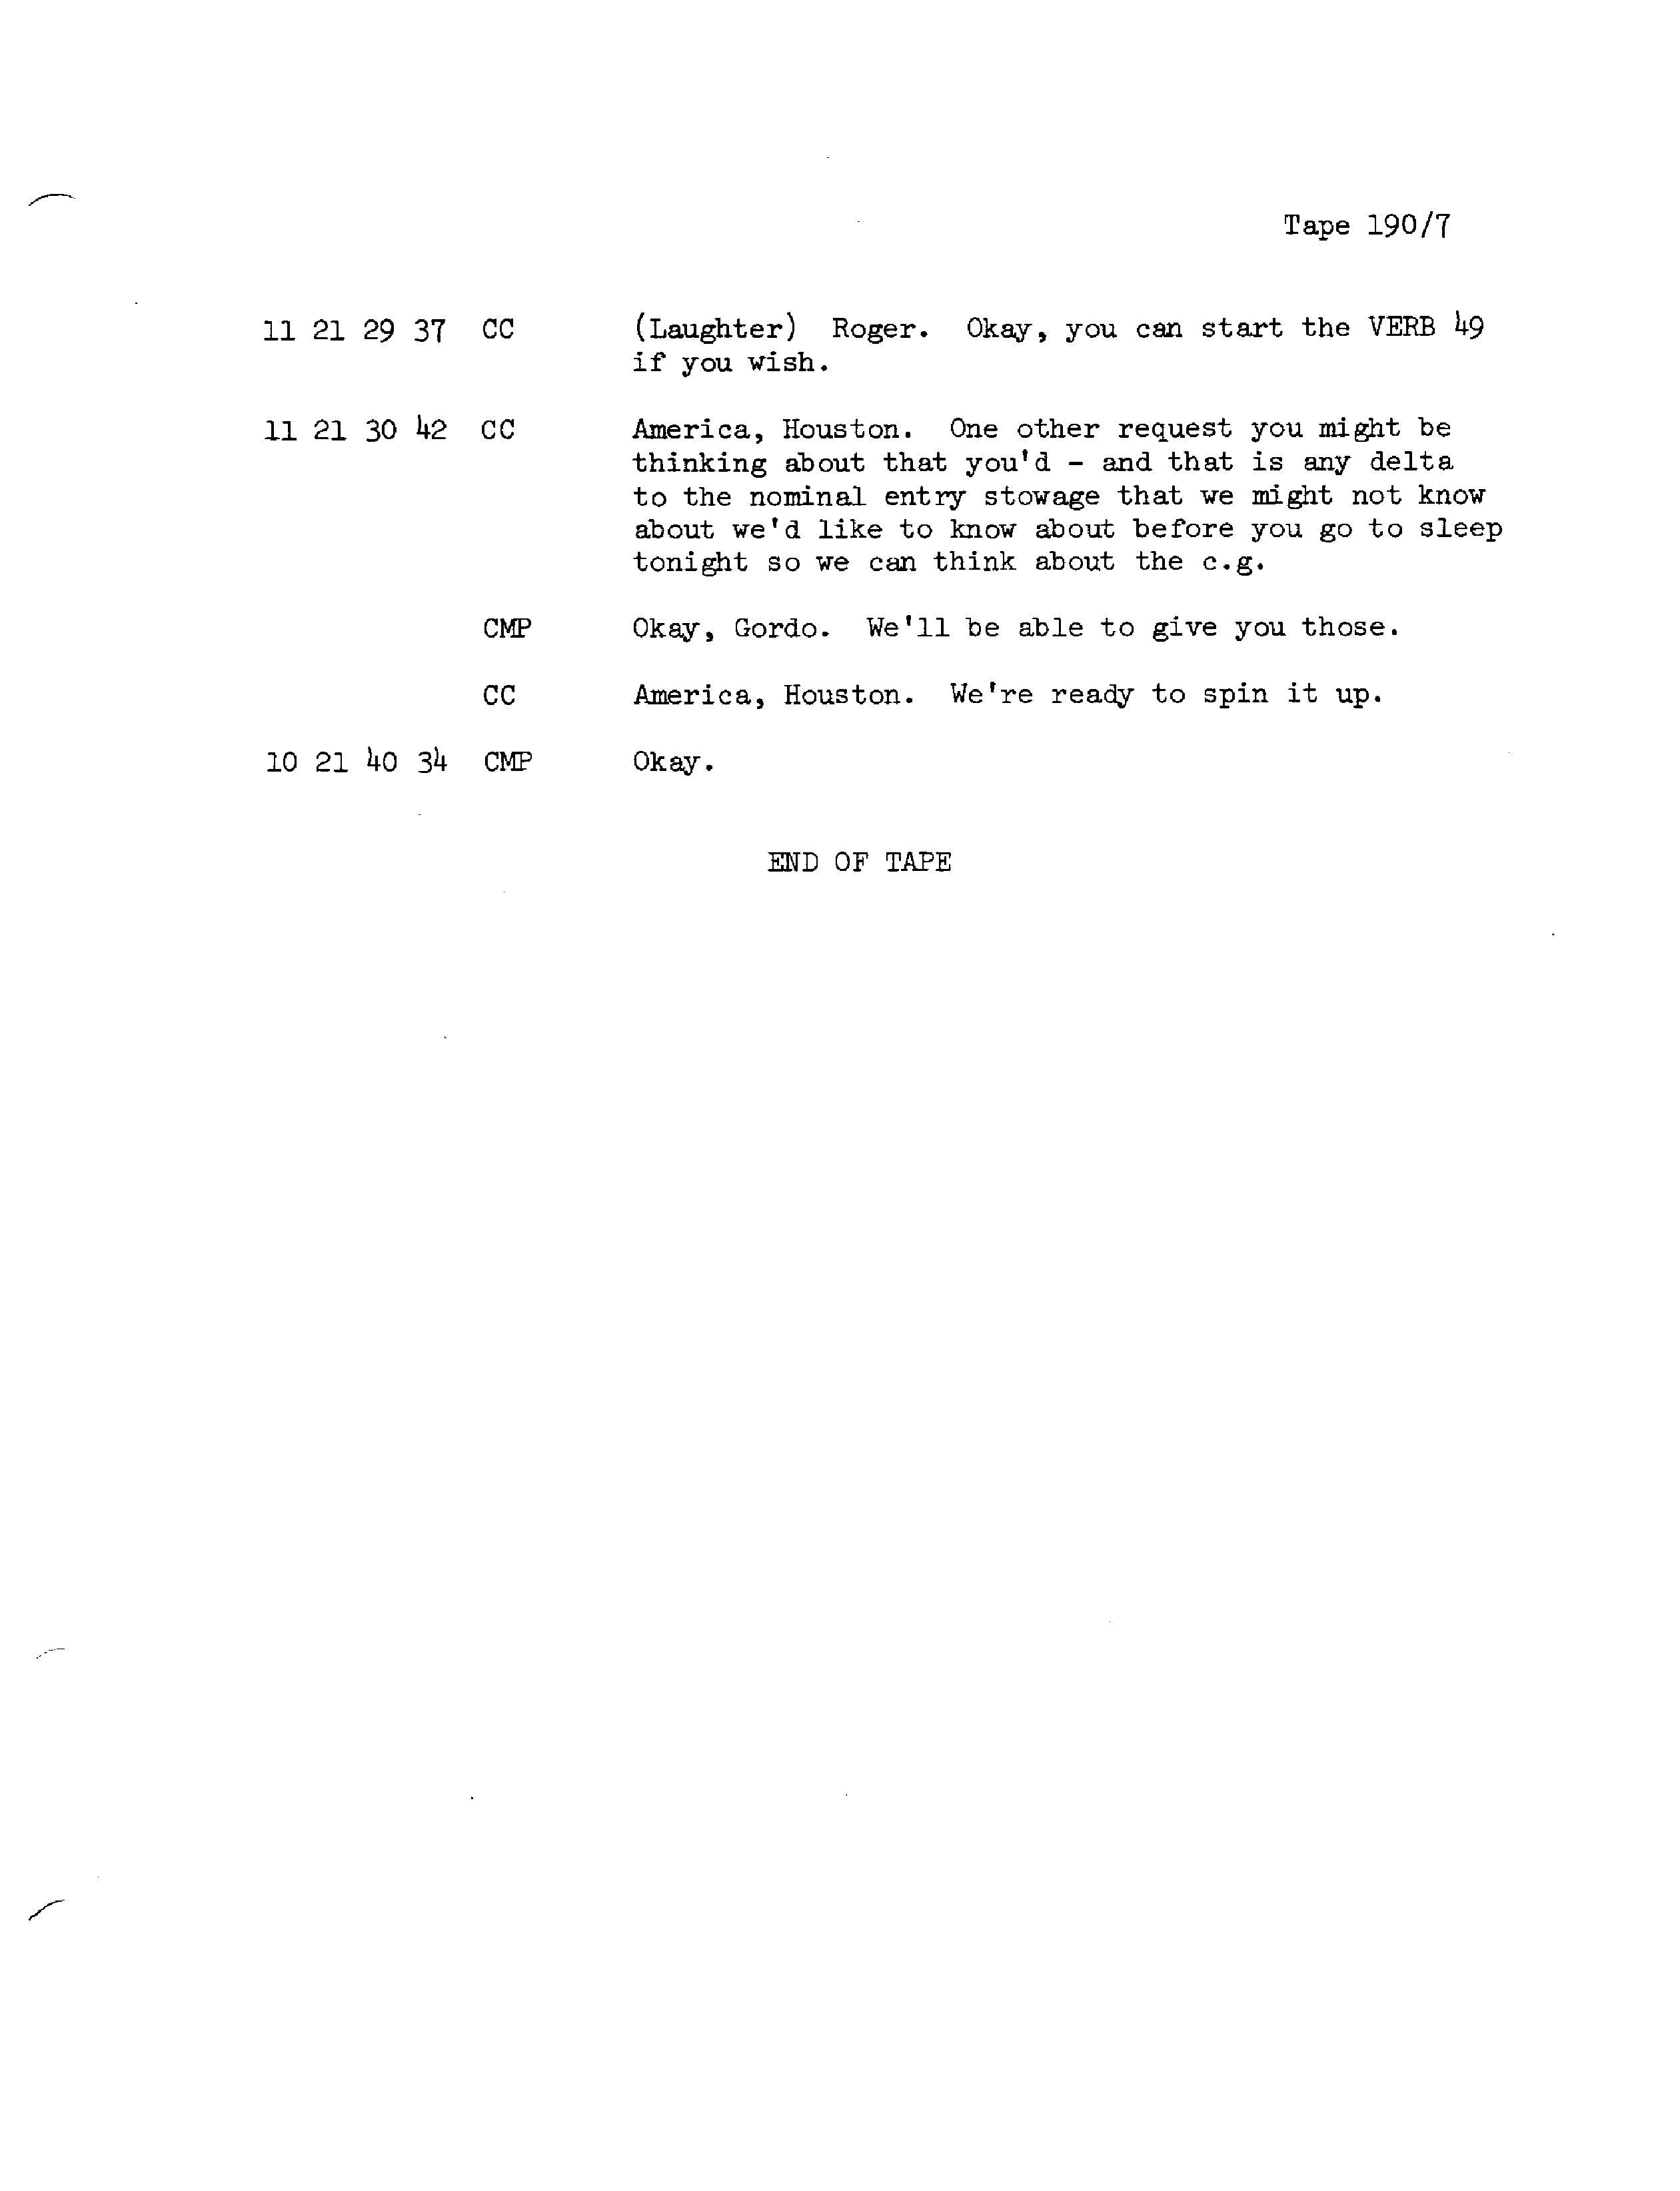 Tape 190/7
11 21 29 37 CC (Laughter) Roger. Okay, you can start the VERB 49
if you wish.
11 21 30 42 CC America, Houston. One other request you might be
thinking about that you'd - and that is any delta
to the nominal entry stowage that we might not know
about we'd like to know about before you go to sleep
tonight so we can think about the c.g.
CMP Okay, Gordo. We'll be able to give you those.
CC America, Houston. We're ready to spin it up.
10 21 40 34 CMP Okay.
END OF TAPE